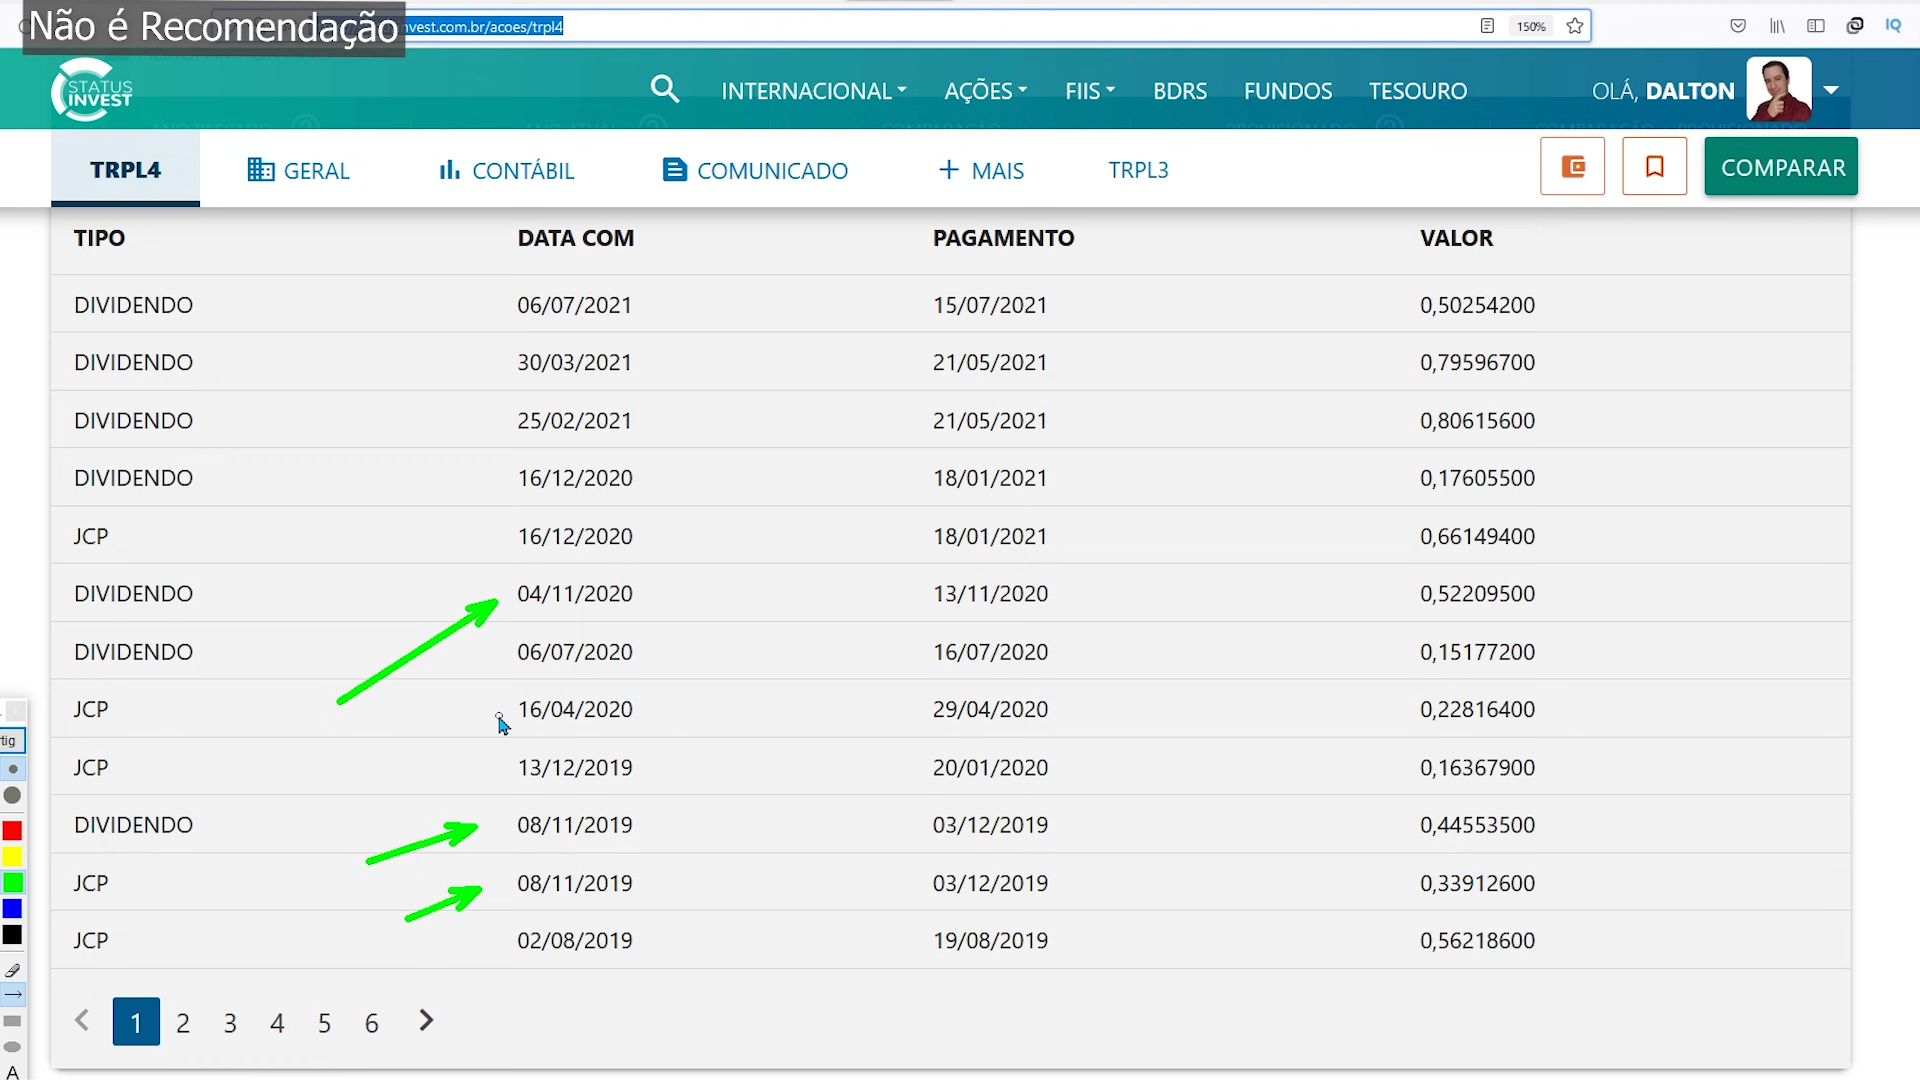 Não é Recomendação
nvest.com.br/acoes/trpl4
150%
IQ
STATUS
INVEST
INTERNACIONAL
AÇÕES
FIIS
BDRS
FUNDOS
TESOURO
OLÁ, DALTON
TRPL4
GERAL
CONTÁBIL
COMUNICADO
MAIS
TRPL3
COMPARAR
TIPO DATA COM PAGAMENTO VALOR
DIVIDENDO 06/07/2021 15/07/2021 0,50254200
DIVIDENDO 30/03/2021 21/05/2021 0,79596700
DIVIDENDO 25/02/2021 21/05/2021 0,80615600
DIVIDENDO 16/12/2020 18/01/2021 0,17605500
JCP 16/12/2020 18/01/2021 0,66149400
DIVIDENDO 04/11/2020 13/11/2020 0,52209500
DIVIDENDO 06/07/2020 16/07/2020 0,15177200
JCP 16/04/2020 29/04/2020 0,22816400
JCP 13/12/2019 20/01/2020 0,16367900
DIVIDENDO 08/11/2019 03/12/2019 0,44553500
JCP 08/11/2019 03/12/2019 0,33912600
JCP 02/08/2019 19/08/2019 0,56218600
1 2 3 4 5 6
tig
A